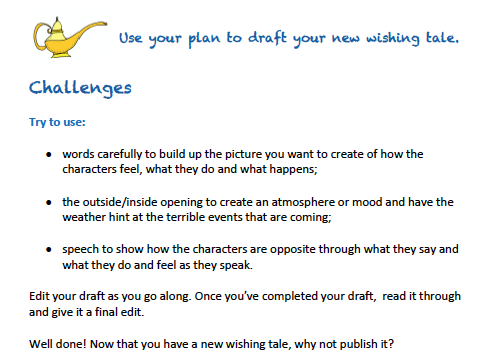 Use your plan to draft your new wishing tale.
Challenges
Try to use:
• words carefully to build up the picture you want to create of how the
characters feel, what they do and what happens;
• the outside/inside opening to create an atmosphere or mood and have the
weather hint at the terrible events that are coming;
• speech to show how the characters are opposite through what they say and
what they do and feel as they speak.
Edit your draft as you go along. Once you've completed your draft,  read it through
and give it a final edit.
Well done! Now that you have a new wishing tale, why not publish it?